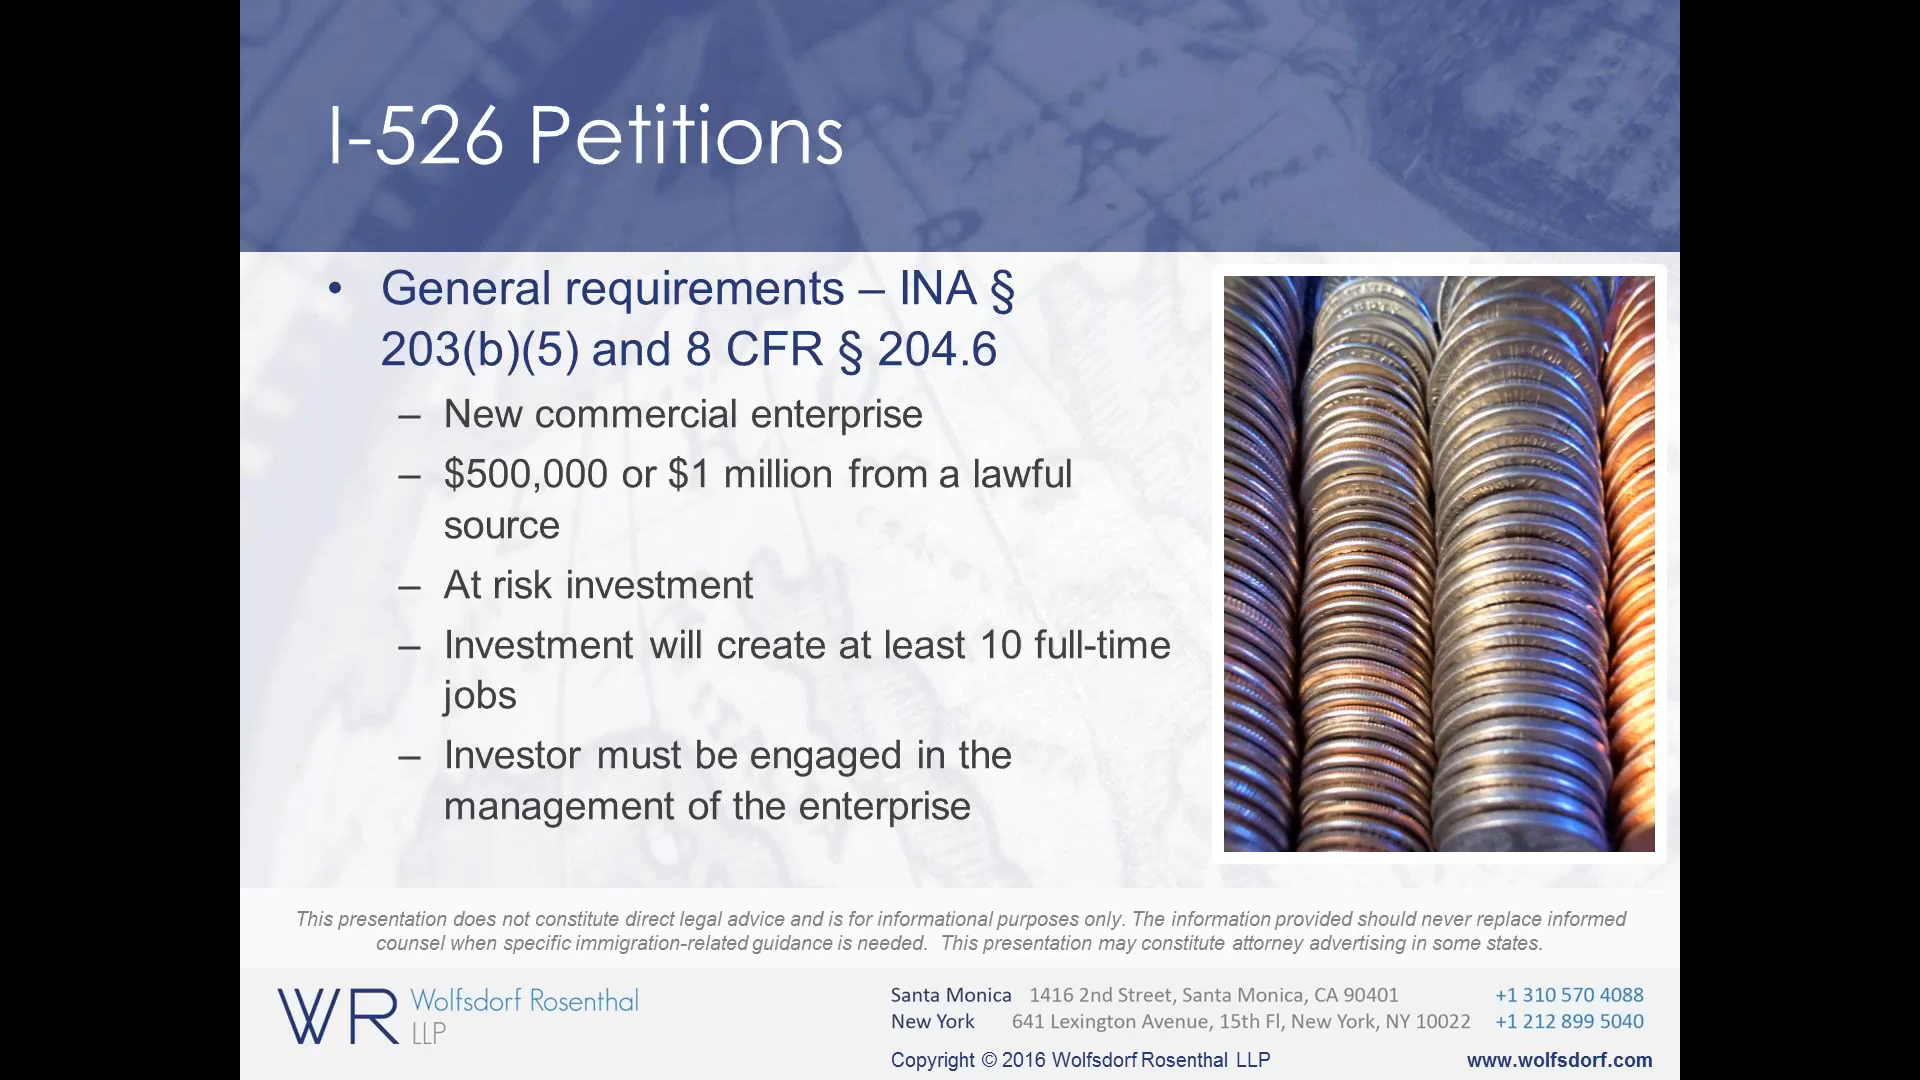 I-526 Petitions
• General requirements – INA §
203(b)(5) and 8 CFR § 204.6
– New commercial enterprise
– $500,000 or $1 million from a lawful
source
– At risk investment
– Investment will create at least 10 full-time
jobs
– Investor must be engaged in the
management of the enterprise
This presentation does not constitute direct legal advice and is for informational purposes only. The information provided should never replace informed
counsel when specific immigration-related guidance is needed. This presentation may constitute attorney advertising in some states.
WR Wolfsdorf Rosenthal
LLP
Santa Monica 1416 2nd Street, Santa Monica, CA 90401 +1 310 570 4088
New York 641 Lexington Avenue, 15th Fl, New York, NY 10022 +1 212 899 5040
Copyright © 2016 Wolfsdorf Rosenthal LLP www.wolfsdorf.com